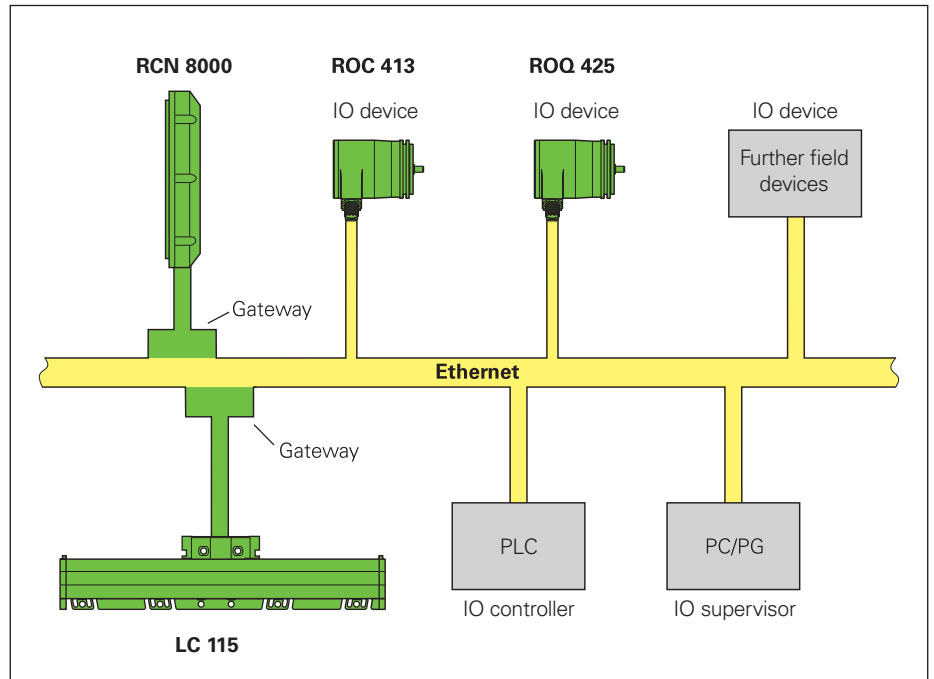 RCN 8000
ROC 413
ROQ 425
IO device
IO device
IO device
Further field
devices
Gateway
Ethernet
Gateway
PLC
PC/PG
IO controller
IO supervisor
LC 115